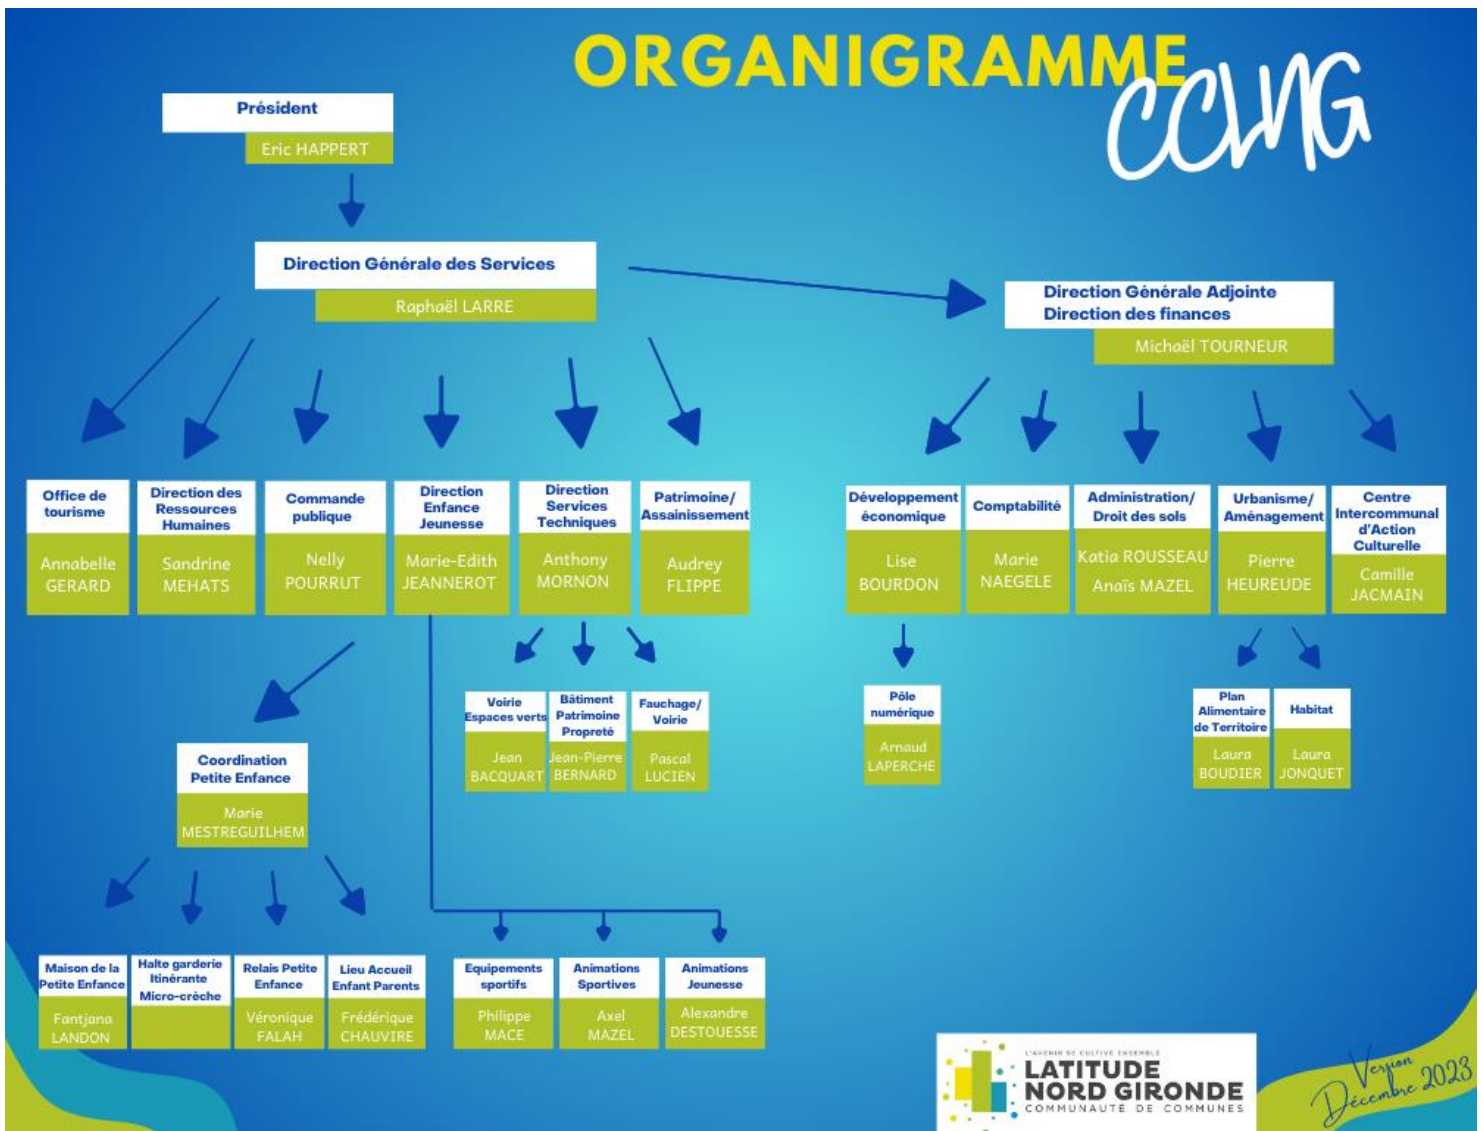 ORGANIGRAMME
CCLNG
Président
Eric HAPPERT
Direction Générale des Services
Raphaël LARRE
Direction Générale Adjointe
Direction des finances
Michaël TOURNEUR
Office de
tourisme
Annabelle
GERARD
Direction des
Ressources
Humaines
Sandrine
MEHATS
Commande
publique
Nelly
POURRUT
Direction
Enfance
Jeunesse
Marie-Edith
JEANNEROT
Direction
Services
Techniques
Anthony
MORNON
Patrimoine/
Assainissement
Audrey
FLIPPE
Développement
économique
Lise
BOURDON
Comptabilité
Marie
NAEGELE
Administration/
Droit des sols
Katia ROUSSEAU
Anaïs MAZEL
Urbanisme/
Aménagement
Pierre
HEUREUDE
Centre
Intercommunal
d'Action
Culturelle
Camille
JACMAIN
Voirie
Espaces verts
Jean
BACQUART
Bâtiment
Patrimoine
Propreté
Jean-Pierre
BERNARD
Fauchage/
Voirie
Pascal
LUCIEN
Pôle
numérique
Arnaud
LAPERCHE
Plan
Alimentaire
de Territoire
Laura
BOUDIER
Habitat
Laura
JONQUET
Coordination
Petite Enfance
Marie
MESTREGUILHEM
Maison de la
Petite Enfance
Fantjana
LANDON
Halte garderie
Itinérante
Micro-crèche
Relais Petite
Enfance
Véronique
FALAH
Lieu Accueil
Enfant Parents
Frédérique
CHAUVIRE
Equipements
sportifs
Philippe
MACE
Animations
Sportives
Axel
MAZEL
Animations
Jeunesse
Alexandre
DESTOUESSE
L'AVENIR SE CULTIVE ENSEMBLE
LATITUDE
NORD GIRONDE
COMMUNAUTÉ DE COMMUNES
Version
Décembre 2023